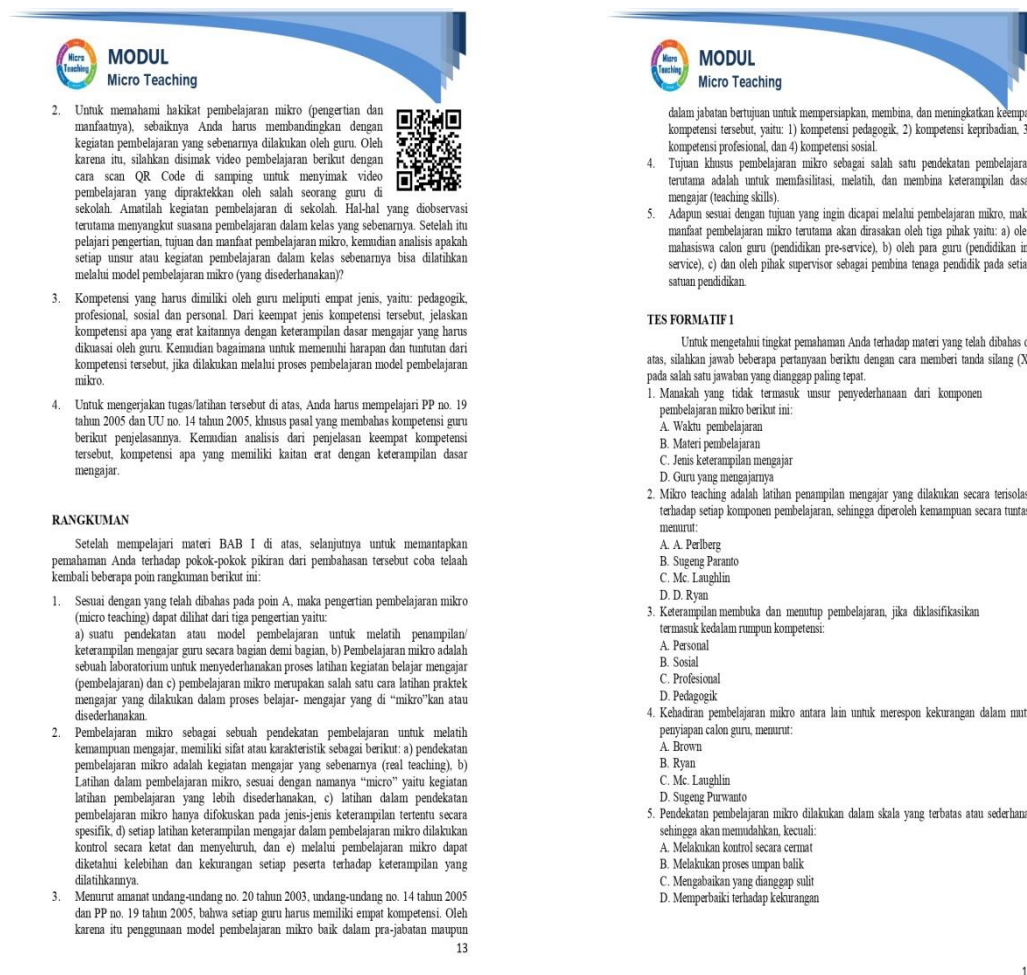 Micro
Teaching
MODUL
Micro Teaching
2. Untuk memahami hakikat pembelajaran mikro (pengertian dan
manfaatnya), sebaiknya Anda harus membandingkan dengan
kegiatan pembelajaran yang sebenarnya dilakukan oleh guru. Oleh
karena itu, silahkan disimak video pembelajaran berikut dengan
cara scan QR Code di samping untuk menyimak video
pembelajaran yang dipraktekkan oleh salah seorang guru di
sekolah. Amatilah kegiatan pembelajaran di sekolah. Hal-hal yang diobservasi
terutama menyangkut suasana pembelajaran dalam kelas yang sebenarnya. Setelah itu
pelajari pengertian, tujuan dan manfaat pembelajaran mikro, kemudian analisis apakah
setiap unsur atau kegiatan pembelajaran dalam kelas sebenarnya bisa dilatihkan
melalui model pembelajaran mikro (yang disederhanakan)?
3. Kompetensi yang harus dimiliki oleh guru meliputi empat jenis, yaitu: pedagogik,
profesional, sosial dan personal. Dari keempat jenis kompetensi tersebut, jelaskan
kompetensi apa yang erat kaitannya dengan keterampilan dasar mengajar yang harus
dikuasai oleh guru. Kemudian bagaimana untuk memenuhi harapan dan tuntutan dari
kompetensi tersebut, jika dilakukan melalui proses pembelajaran model pembelajaran
mikro.
4. Untuk mengerjakan tugas/latihan tersebut di atas, Anda harus mempelajari PP no. 19
tahun 2005 dan UU no. 14 tahun 2005, khusus pasal yang membahas kompetensi guru
berikut penjelasannya. Kemudian analisis dari penjelasan keempat kompetensi
tersebut, kompetensi apa yang memiliki kaitan erat dengan keterampilan dasar
mengajar.
RANGKUMAN
Setelah mempelajari materi BAB I di atas, selanjutnya untuk memantapkan
pemahaman Anda terhadap pokok-pokok pikiran dari pembahasan tersebut coba telaah
kembali beberapa poin rangkuman berikut ini:
1. Sesuai dengan yang telah dibahas pada poin A, maka pengertian pembelajaran mikro
(micro teaching) dapat dilihat dari tiga pengertian yaitu:
a) suatu pendekatan atau model pembelajaran untuk melatih penampilan/
keterampilan mengajar guru secara bagian demi bagian, b) Pembelajaran mikro adalah
sebuah laboratorium untuk menyederhanakan proses latihan kegiatan belajar mengajar
(pembelajaran) dan c) pembelajaran mikro merupakan salah satu cara latihan praktek
mengajar yang dilakukan dalam proses belajar- mengajar yang di “mikro”kan atau
disederhanakan.
2. Pembelajaran mikro sebagai sebuah pendekatan pembelajaran untuk melatih
kemampuan mengajar, memiliki sifat atau karakteristik sebagai berikut: a) pendekatan
pembelajaran mikro adalah kegiatan mengajar yang sebenarnya (real teaching), b)
Latihan dalam pembelajaran mikro, sesuai dengan namanya “micro” yaitu kegiatan
latihan pembelajaran yang lebih disederhanakan, c) latihan dalam pendekatan
pembelajaran mikro hanya difokuskan pada jenis-jenis keterampilan tertentu secara
spesifik, d) setiap latihan keterampilan mengajar dalam pembelajaran mikro dilakukan
kontrol secara ketat dan menyeluruh, dan e) melalui pembelajaran mikro dapat
diketahui kelebihan dan kekurangan setiap peserta terhadap keterampilan yang
dilatihkannya.
3. Menurut amanat undang-undang no. 20 tahun 2003, undang-undang no. 14 tahun 2005
dan PP no. 19 tahun 2005, bahwa setiap guru harus memiliki empat kompetensi. Oleh
karena itu penggunaan model pembelajaran mikro baik dalam pra-jabatan maupun
13
Micro
Teaching
MODUL
Micro Teaching
dalam jabatan bertujuan untuk mempersiapkan, membina, dan meningkatkan keempa
kompetensi tersebut, yaitu: 1) kompetensi pedagogik, 2) kompetensi kepribadian, 3
kompetensi profesional, dan 4) kompetensi sosial.
4. Tujuan khusus pembelajaran mikro sebagai salah satu pendekatan pembelajara
terutama adalah untuk memfasilitasi, melatih, dan membina keterampilan dasa
mengajar (teaching skills).
5. Adapun sesuai dengan tujuan yang ingin dicapai melalui pembelajaran mikro, mak
manfaat pembelajaran mikro terutama akan dirasakan oleh tiga pihak yaitu: a) ole
mahasiswa calon guru (pendidikan pre-service), b) oleh para guru (pendidikan in
service), c) dan oleh pihak supervisor sebagai pembina tenaga pendidik pada setia
satuan pendidikan.
TES FORMATIF 1
Untuk mengetahui tingkat pemahaman Anda terhadap materi yang telah dibahas d
atas, silahkan jawab beberapa pertanyaan beriktu dengan cara memberi tanda silang (X
pada salah satu jawaban yang dianggap paling tepat.
1. Manakah yang tidak termasuk unsur penyederhanaan dari komponen
pembelajaran mikro berikut ini:
A. Waktu pembelajaran
B. Materi pembelajaran
C. Jenis keterampilan mengajar
D. Guru yang mengajarnya
2. Mikro teaching adalah latihan penampilan mengajar yang dilakukan secara terisolas
terhadap setiap komponen pembelajaran, sehingga diperoleh kemampuan secara tuntas
menurut:
A. A. Perlberg
B. Sugeng Paranto
C. Mc. Laughlin
D. D. Ryan
3. Keterampilan membuka dan menutup pembelajaran, jika diklasifikasikan
termasuk kedalam rumpun kompetensi:
A. Personal
B. Sosial
C. Profesional
D. Pedagogik
4. Kehadiran pembelajaran mikro antara lain untuk merespon kekurangan dalam mut
penyiapan calon guru, menurut:
A. Brown
B. Ryan
C. Mc. Laughlin
D. Sugeng Purwanto
5. Pendekatan pembelajaran mikro dilakukan dalam skala yang terbatas atau sederhana
sehingga akan memudahkan, kecuali:
A. Melakukan kontrol secara cermat
B. Melakukan proses umpan balik
C. Mengabaikan yang dianggap sulit
D. Memperbaiki terhadap kekurangan
1